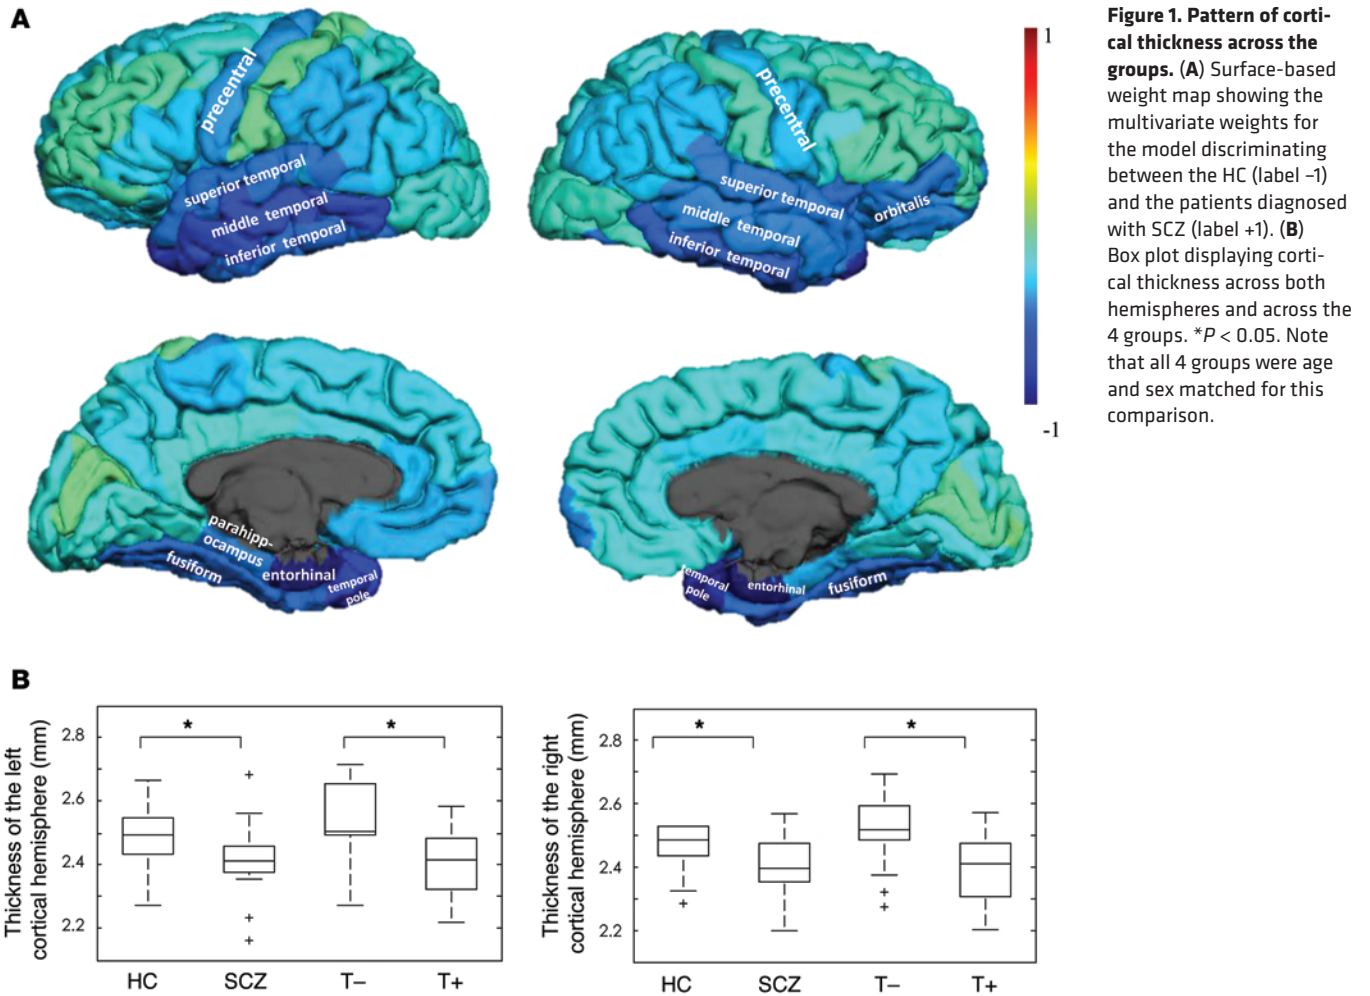 A
precentral
superior temporal
middle temporal
inferior temporal
precentral
superior temporal
middle temporal
inferior temporal
orbitalis
1
-1
parahipp-
ocampus
fusiform
entorhinal
temporal
pole
temporal
pole
entorhinal
fusiform
Figure 1. Pattern of corti-
cal thickness across the
groups. (A) Surface-based
weight map showing the
multivariate weights for
the model discriminating
between the HC (label –1)
and the patients diagnosed
with SCZ (label +1). (B)
Box plot displaying corti-
cal thickness across both
hemispheres and across the
4 groups. *P < 0.05. Note
that all 4 groups were age
and sex matched for this
comparison.
B
Thickness of the left
cortical hemisphere (mm)
2.8
2.6
2.4
2.2
*
*
HC SCZ T– T+
Thickness of the right
cortical hemisphere (mm)
2.8
2.6
2.4
2.2
*
*
HC SCZ T– T+